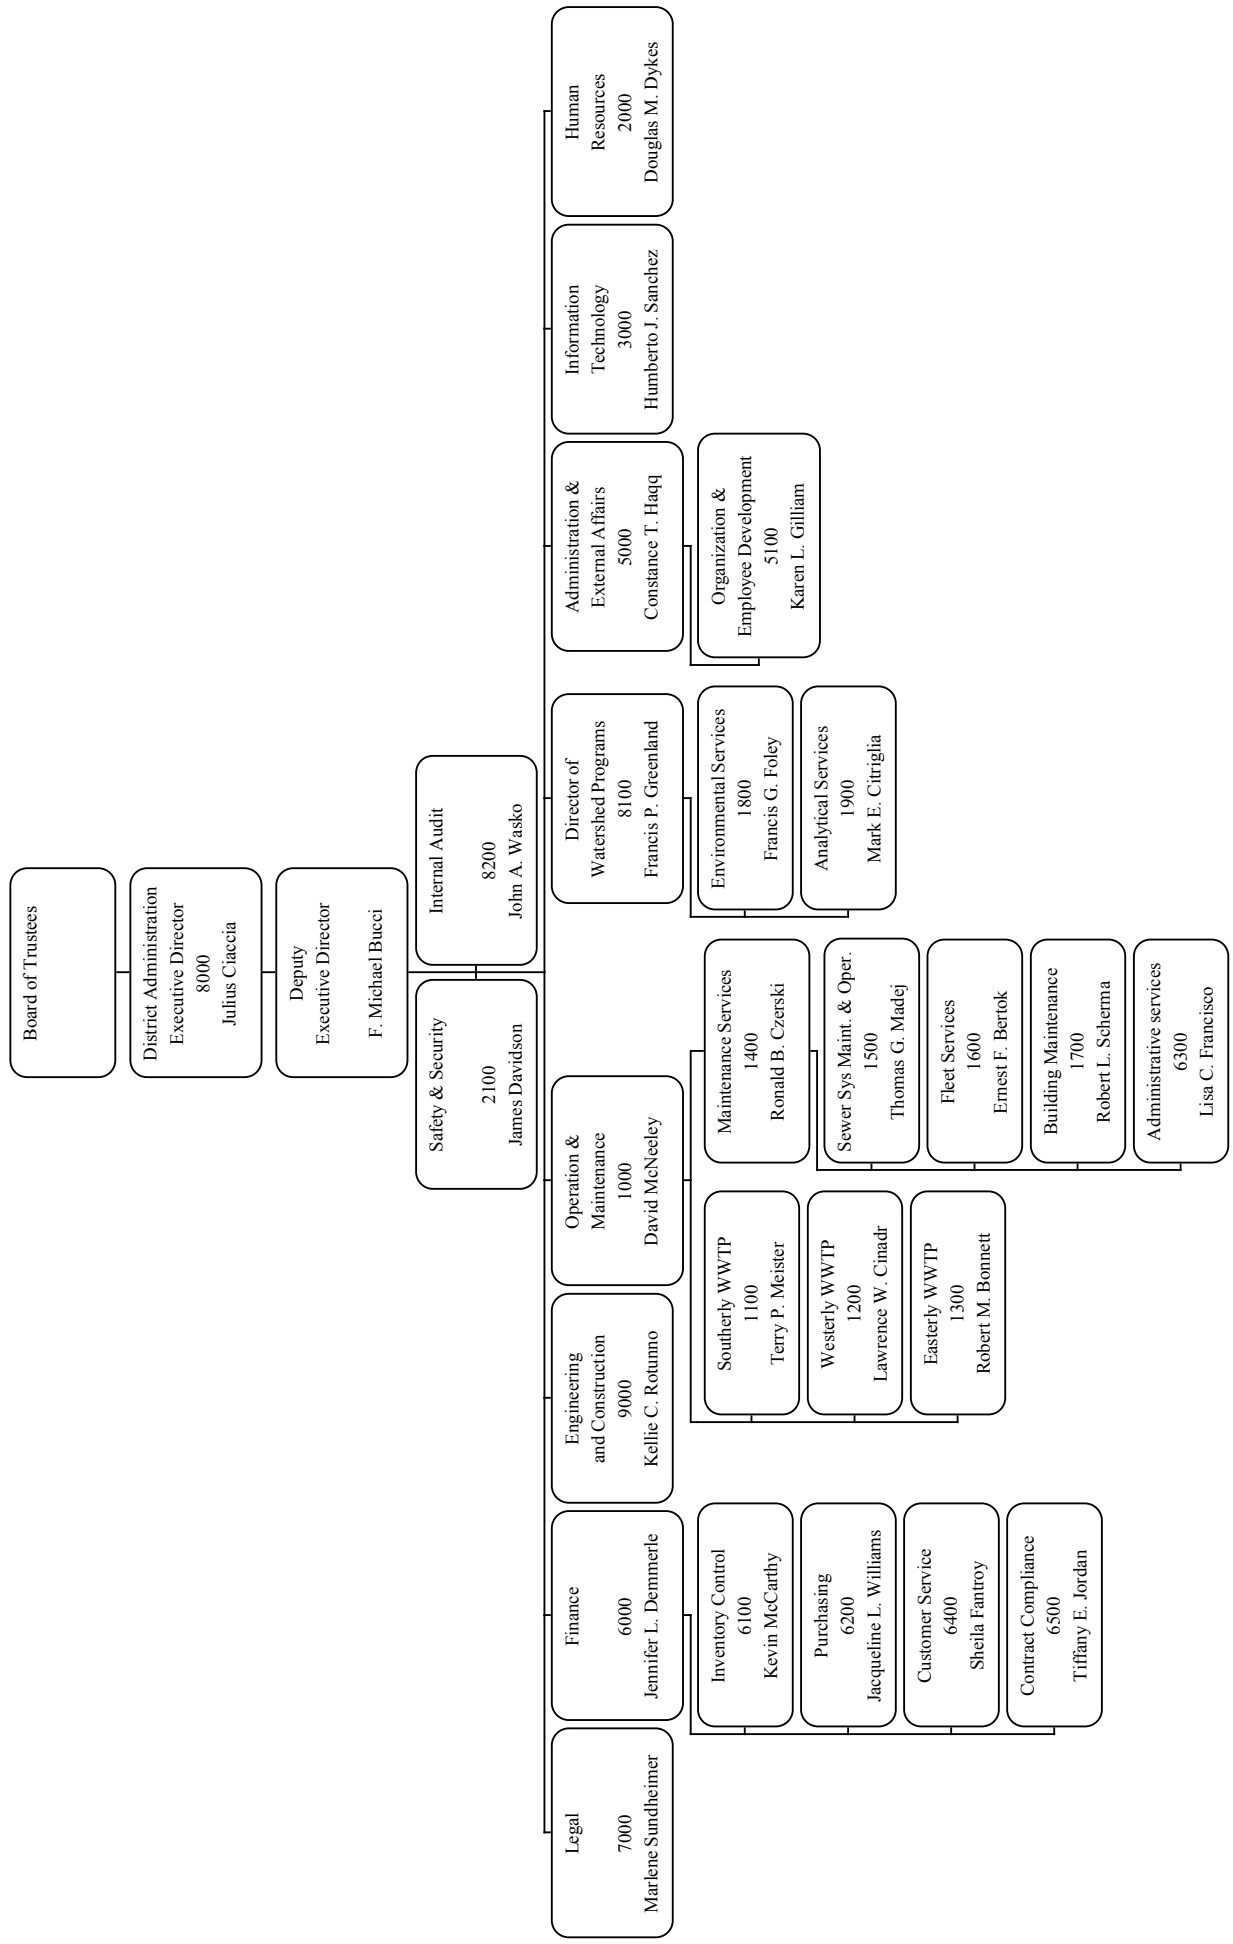 Board of Trustees
District Administration
Executive Director
8000
Julius Ciaccia
Deputy
Executive Director
F. Michael Bucci
Safety & Security
2100
James Davidson
Internal Audit
8200
John A. Wasko
Legal
7000
Marlene Sundheimer
Finance
6000
Jennifer L. Demmerle
Engineering
and Construction
9000
Kellie C. Rotunno
Operation &
Maintenance
1000
David McNeeley
Director of
Watershed Programs
8100
Francis P. Greenland
Administration &
External Affairs
5000
Constance T. Haqq
Information
Technology
3000
Humberto J. Sanchez
Human
Resources
2000
Douglas M. Dykes
Inventory Control
6100
Kevin McCarthy
Purchasing
6200
Jacqueline L. Williams
Customer Service
6400
Sheila Fantroy
Contract Compliance
6500
Tiffany E. Jordan
Southerly WWTP
1100
Terry P. Meister
Westerly WWTP
1200
Lawrence W. Cinadr
Easterly WWTP
1300
Robert M. Bonnett
Maintenance Services
1400
Ronald B. Czerski
Sewer Sys Maint. & Oper.
1500
Thomas G. Madej
Fleet Services
1600
Ernest F. Bertok
Building Maintenance
1700
Robert L. Scherma
Administrative services
6300
Lisa C. Francisco
Environmental Services
1800
Francis G. Foley
Analytical Services
1900
Mark E. Citriglia
Organization &
Employee Development
5100
Karen L. Gilliam